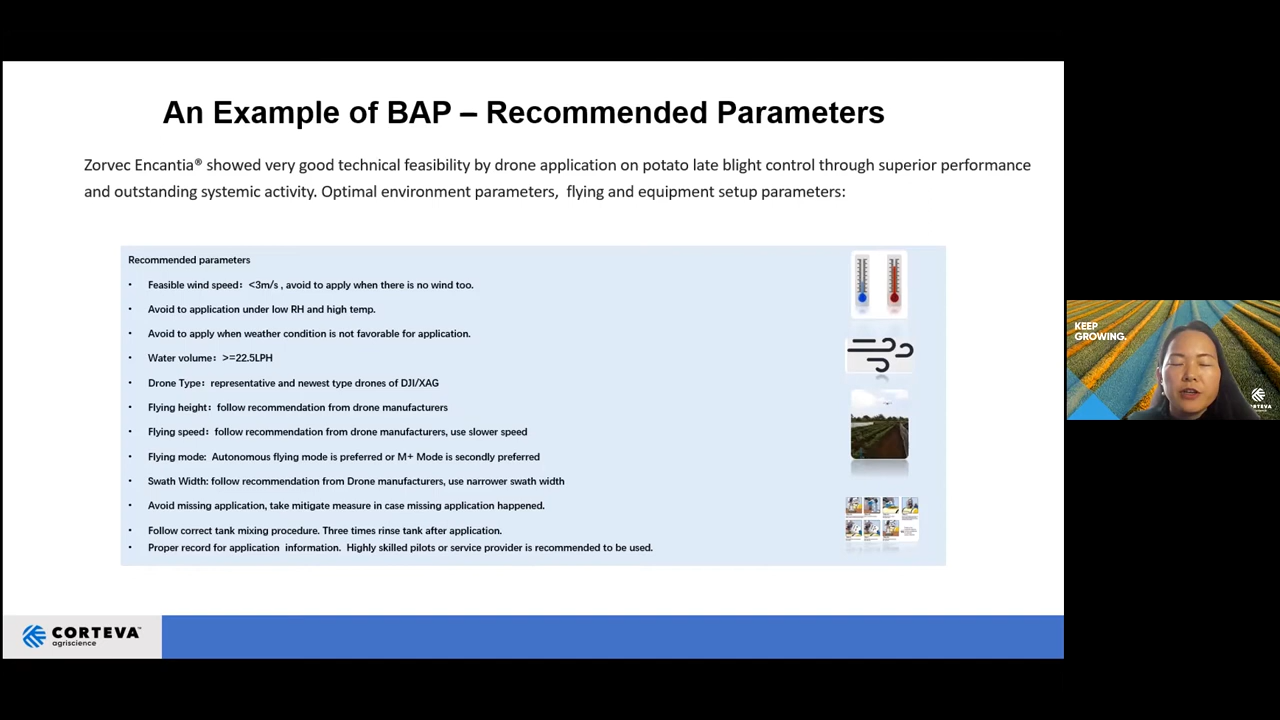 An Example of BAP – Recommended Parameters
Zorvec Encantia® showed very good technical feasibility by drone application on potato late blight control through superior performance
and outstanding systemic activity. Optimal environment parameters,  flying and equipment setup parameters:
Recommended parameters
• Feasible wind speed：<3m/s , avoid to apply when there is no wind too.
• Avoid to application under low RH and high temp.
• Avoid to apply when weather condition is not favorable for application.
• Water volume：>=22.5LPH
• Drone Type：representative and newest type drones of DJI/XAG
• Flying height：follow recommendation from drone manufacturers
• Flying speed：follow recommendation from drone manufacturers, use slower speed
• Flying mode:  Autonomous flying mode is preferred or M+ Mode is secondly preferred
• Swath Width: follow recommendation from Drone manufacturers, use narrower swath width
• Avoid missing application, take mitigate measure in case missing application happened.
• Follow correct tank mixing procedure. Three times rinse tank after application.
• Proper record for application  information.  Highly skilled pilots or service provider is recommended to be used.
KEEP
GROWING.
CORTEVA™
agriscience